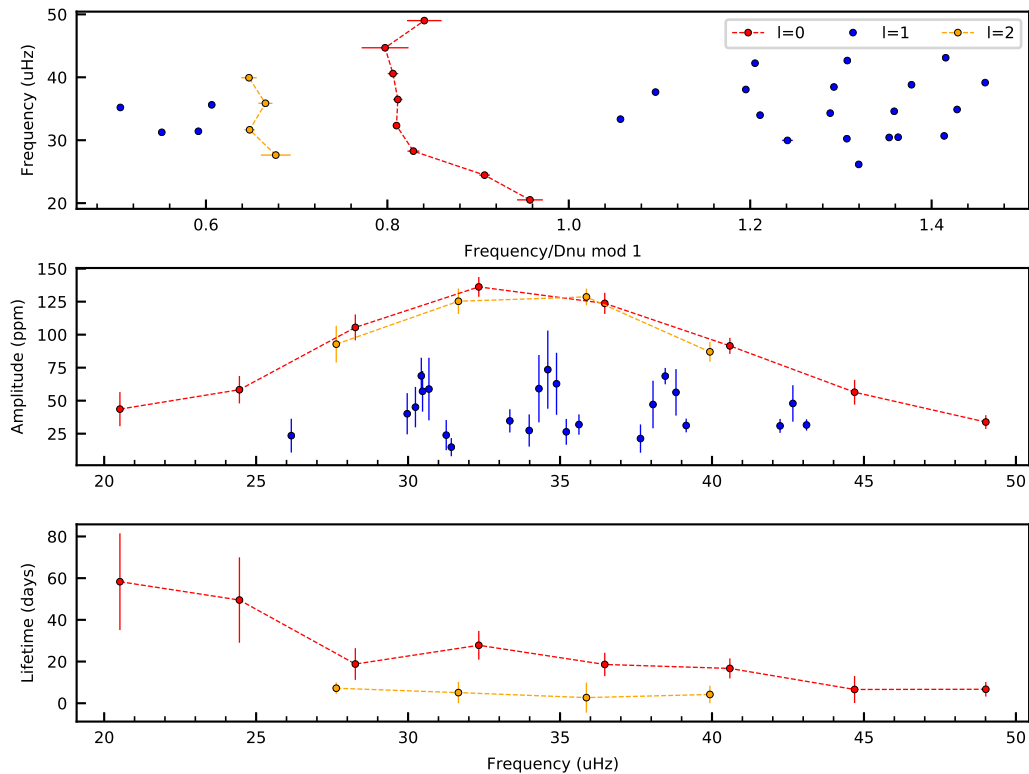 50
40
30
20
Frequency (uHz)
l=0 l=1 l=2
0.6 0.8 1.0 1.2 1.4
Frequency/Dnu mod 1
150
125
100
75
50
25
Amplitude (ppm)
20 25 30 35 40 45 50
80
60
40
20
0
Lifetime (days)
20 25 30 35 40 45 50
Frequency (uHz)